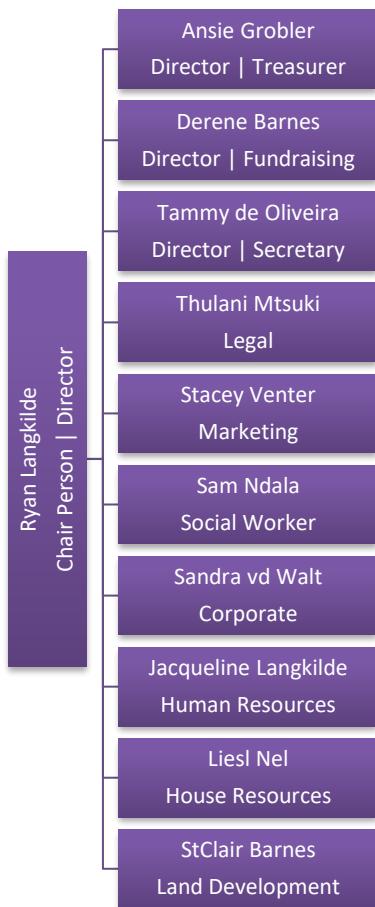 Ryan Langkilde
Chair Person | Director
Ansie Grobler
Director | Treasurer
Derene Barnes
Director | Fundraising
Tammy de Oliveira
Director | Secretary
Thulani Mtsuki
Legal
Stacey Venter
Marketing
Sam Ndala
Social Worker
Sandra vd Walt
Corporate
Jacqueline Langkilde
Human Resources
Liesl Nel
House Resources
StClair Barnes
Land Development